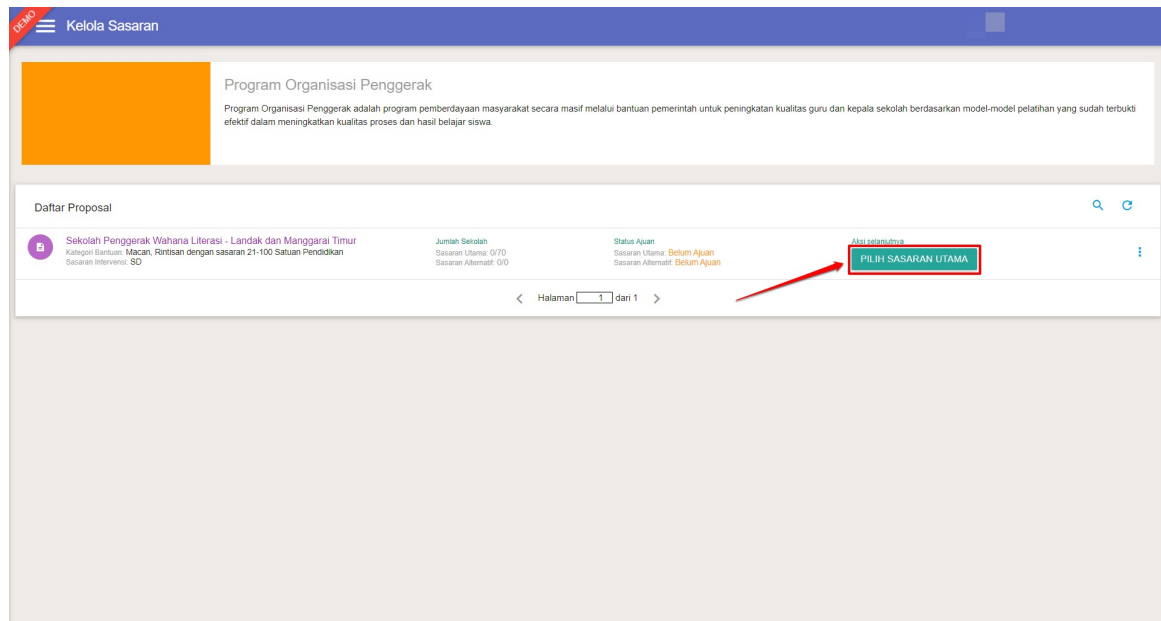 DEMO
Kelola Sasaran
Program Organisasi Penggerak
Program Organisasi Penggerak adalah program pemberdayaan masyarakat secara masif melalui bantuan pemerintah untuk peningkatan kualitas guru dan kepala sekolah berdasarkan model-model pelatihan yang sudah terbukti
efektif dalam meningkatkan kualitas proses dan hasil belajar siswa.
Daftar Proposal
Sekolah Penggerak Wahana Literasi - Landak dan Manggarai Timur
Kategori Bantuan: Macan, Rintisan dengan sasaran 21-100 Satuan Pendidikan
Sasaran Intervensi: SD
Jumlah Sekolah
Sasaran Utama: 0/70
Sasaran Alternatif: 0/0
Status Ajuan
Sasaran Utama: Belum Ajuan
Sasaran Alternatif: Belum Ajuan
Aksi selanjutnya
PILIH SASARAN UTAMA
Halaman 1 dari 1